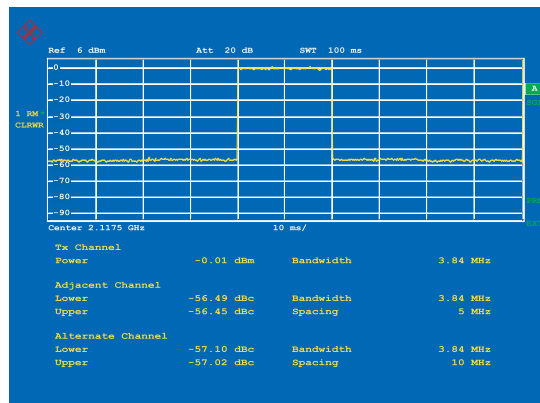 Ref 6 dBm Att 20 dB SWT 100 ms
0
-10
A
-20
-30
1 RM
CLRWR
-40
-50
-60
-70
-80
-90
Center 2.1175 GHz 10 ms/
Tx Channel
Power -0.01 dBm Bandwidth 3.84 MHz
Adjacent Channel
Lower -56.49 dBc Bandwidth 3.84 MHz
Upper -56.45 dBc Spacing 5 MHz
Alternate Channel
Lower -57.10 dBc Bandwidth 3.84 MHz
Upper -57.02 dBc Spacing 10 MHz